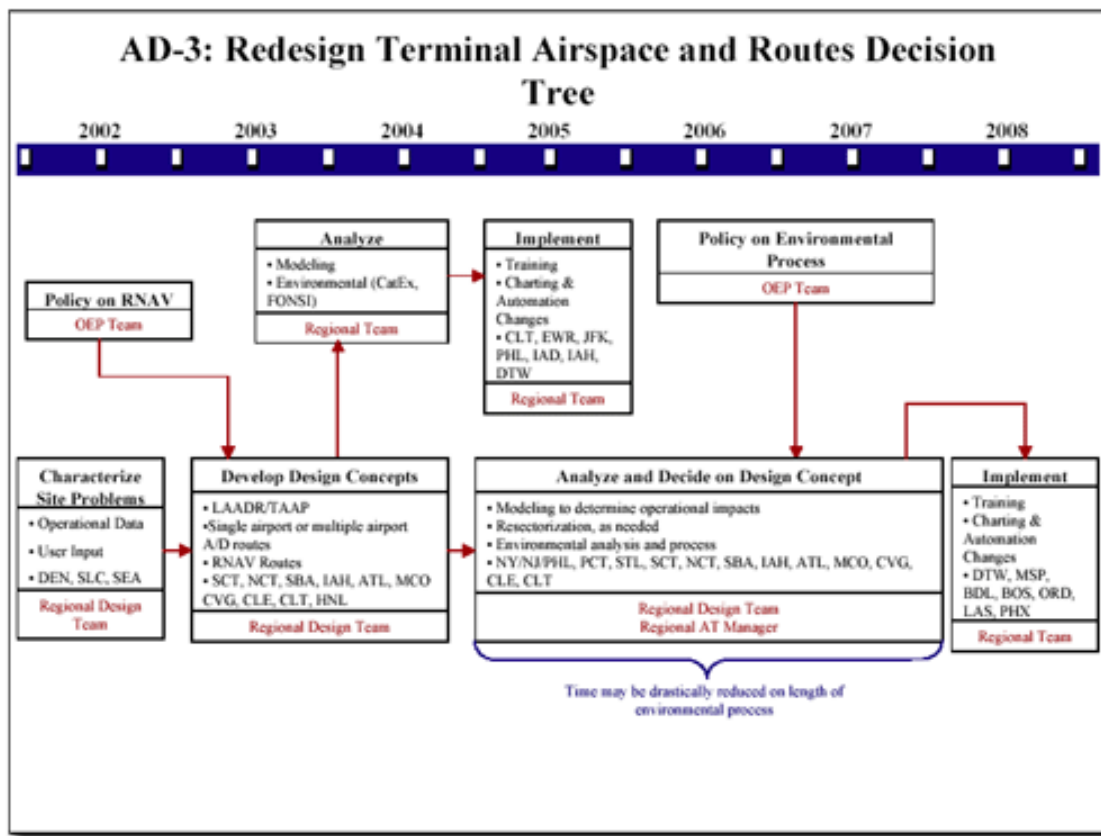 AD-3: Redesign Terminal Airspace and Routes Decision
Tree
2002
2003
2004
2005
2006
2007
2008
Analyze
• Modeling
• Environmental (CatEx,
FONSI)
Regional Team
Implement
• Training
• Charting &
Automation
Changes
• CLT, EWR, JFK,
PHL, IAD, IAH,
DTW
Regional Team
Policy on Environmental
Process
OEP Team
Policy on RNAV
OEP Team
Characterize
Site Problems
• Operational Data
• User Input
• DEN, SLC, SEA
Regional Design
Team
Develop Design Concepts
• LAADR/TAAP
•Single airport or multiple airport
A/D routes
• RNAV Routes
• SCT, NCT, SBA, IAH, ATL, MCO
CVG, CLE, CLT, HNL
Regional Design Team
Analyze and Decide on Design Concept
• Modeling to determine operational impacts
• Resectorization, as needed
• Environmental analysis and process
• NY/NJ/PHL, PCT, STL, SCT, NCT, SBA, IAH, ATL, MCO, CVG,
CLE, CLT
Regional Design Team
Regional AT Manager
Implement
• Training
• Charting &
Automation
Changes
• DTW, MSP,
BDL, BOS, ORD,
LAS, PHX
Regional Team
Time may be drastically reduced on length of
environmental process